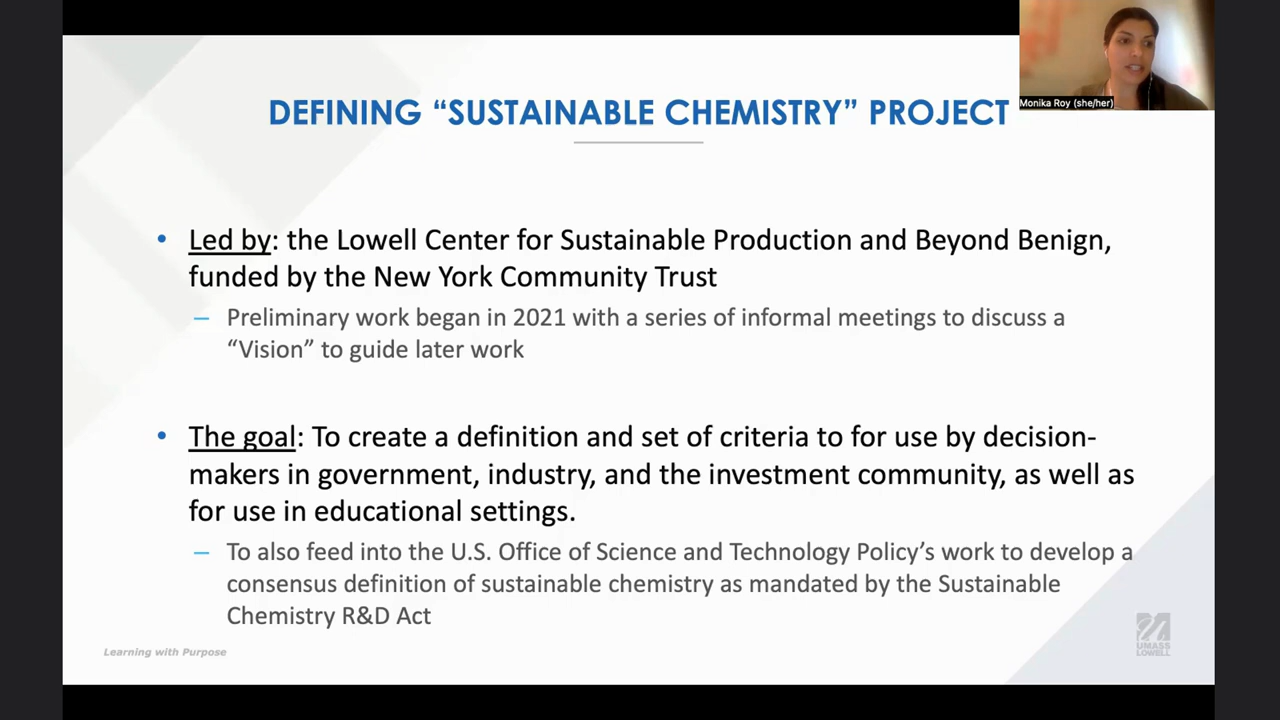 Monika Roy (she/her)
DEFINING “SUSTAINABLE CHEMISTRY” PROJECT
• Led by: the Lowell Center for Sustainable Production and Beyond Benign,
funded by the New York Community Trust
– Preliminary work began in 2021 with a series of informal meetings to discuss a
“Vision” to guide later work
• The goal: To create a definition and set of criteria to for use by decision-
makers in government, industry, and the investment community, as well as
for use in educational settings.
– To also feed into the U.S. Office of Science and Technology Policy’s work to develop a
consensus definition of sustainable chemistry as mandated by the Sustainable
Chemistry R&D Act
Learning with Purpose
UMASS
LOWELL